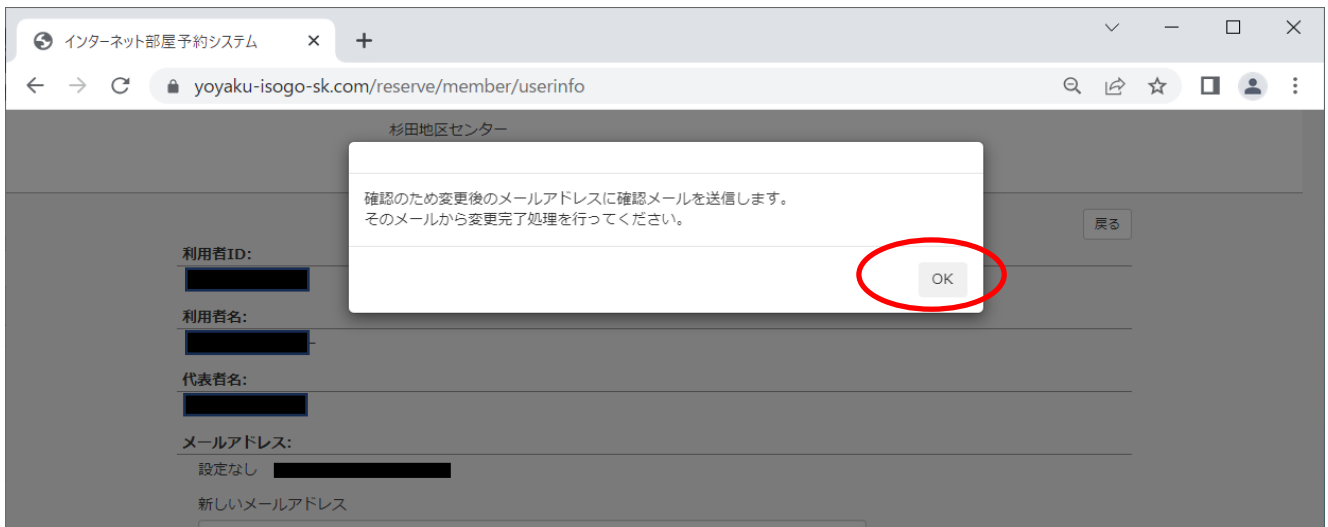 インターネット部屋予約システム
yoyaku-isogo-sk.com/reserve/member/userinfo
杉田地区センター
確認のため変更後のメールアドレスに確認メールを送信します。
そのメールから変更完了処理を行ってください。
戻る
OK
利用者ID:
利用者名:
代表者名:
メールアドレス:
設定なし
新しいメールアドレス